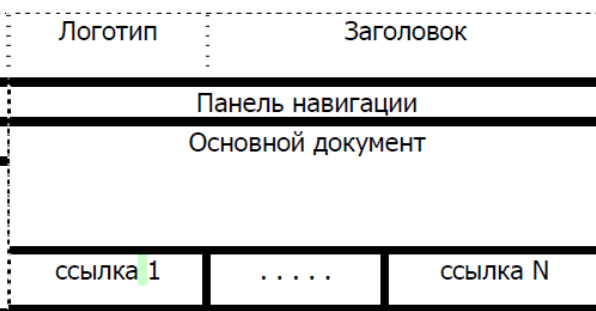 Логотип Заголовок
Панель навигации
Основной документ
ссылка 1 . . . . . ссылка N